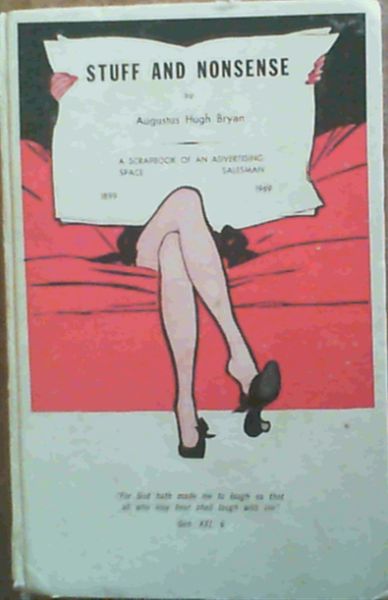 STUFF AND NONSENSE
by
Augustus Hugh Bryan
A SCRAPBOOK OF AN ADVERTISING
SPACE SALESMAN
1899 1969
"For God hath made me to laugh so that
all who may hear shall laugh with me"
Gen XXI 6